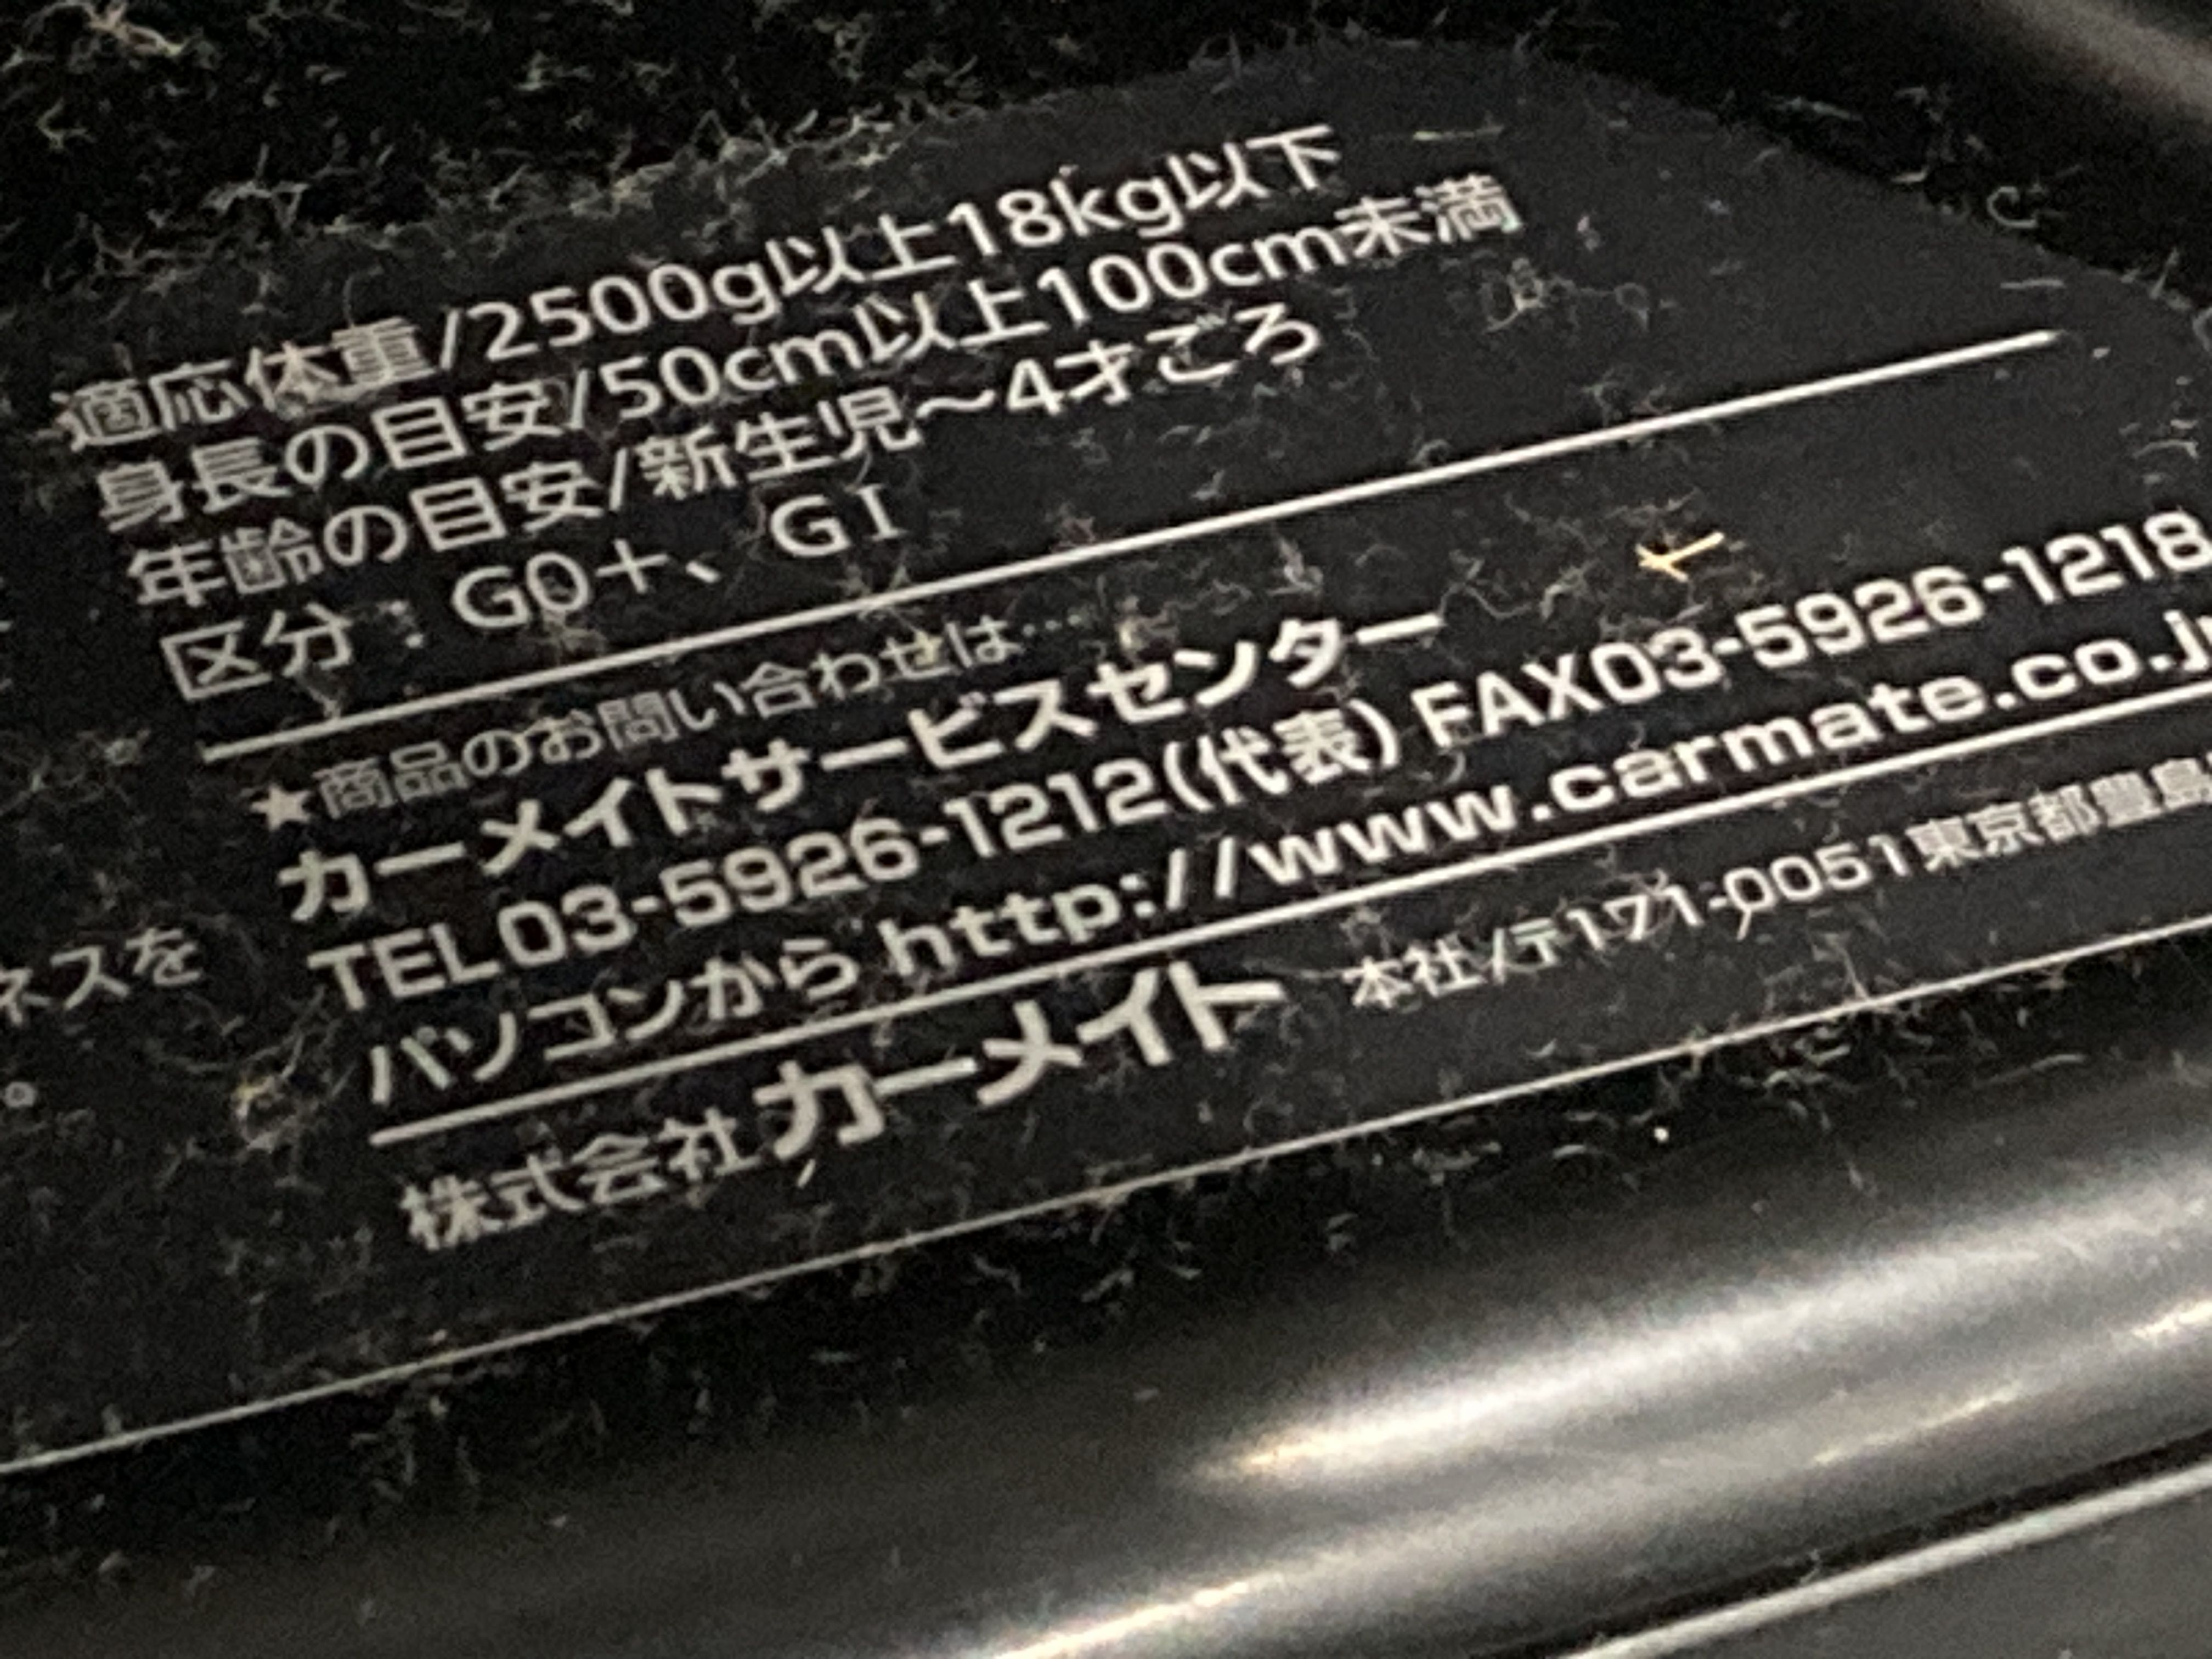 適応体重/2500g以上18kg以下
身長の目安/50cm以上100cm未満
年齢の目安/新生児〜4才ごろ
区分：G0+、GI
★商品のお問い合わせは…
カーメイトサービスセンター
TEL03-5926-1212(代表) FAX03-5926-1218
パソコンから http://www.carmate.co.j
ネスを
。
株式会社カーメイト 本社/〒171-0051東京都豊島